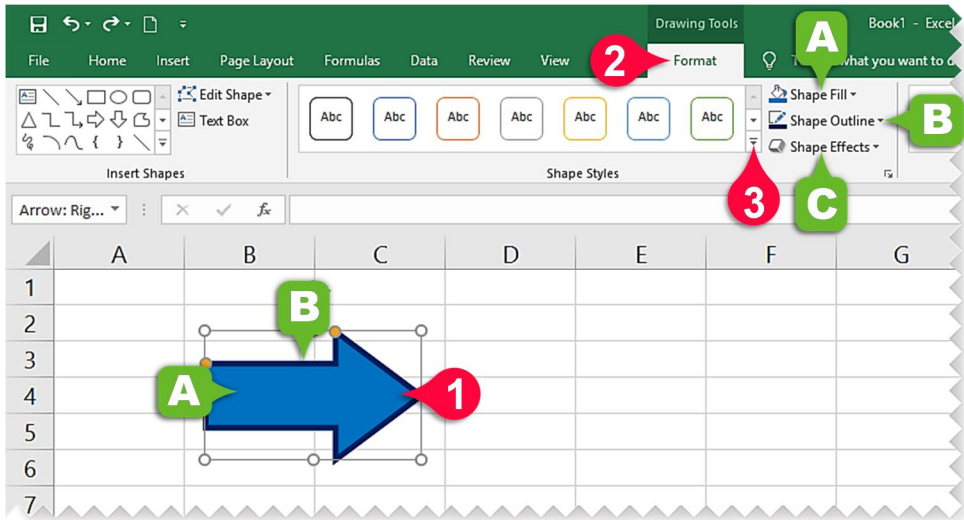 Drawing Tools
Book1 - Excel
File Home Insert Page Layout Formulas Data Review View 2 Format what you want to
A
Edit Shape
Text Box
Insert Shapes
Abc Abc Abc Abc Abc Abc Abc
Shape Styles
Shape Fill
Shape Outline
Shape Effects
B
3
C
Arrow: Rig...
fx
A B C D E F G
1
2
3
4
5
6
7
B
A
1